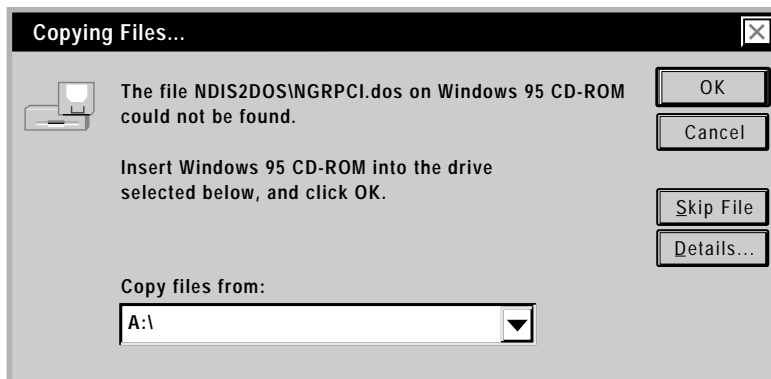 Copying Files...
The file NDIS2DOS\NGRPCI.dos on Windows 95 CD-ROM
could not be found.
Insert Windows 95 CD-ROM into the drive
selected below, and click OK.
Copy files from:
A:\
OK
Cancel
Skip File
Details...